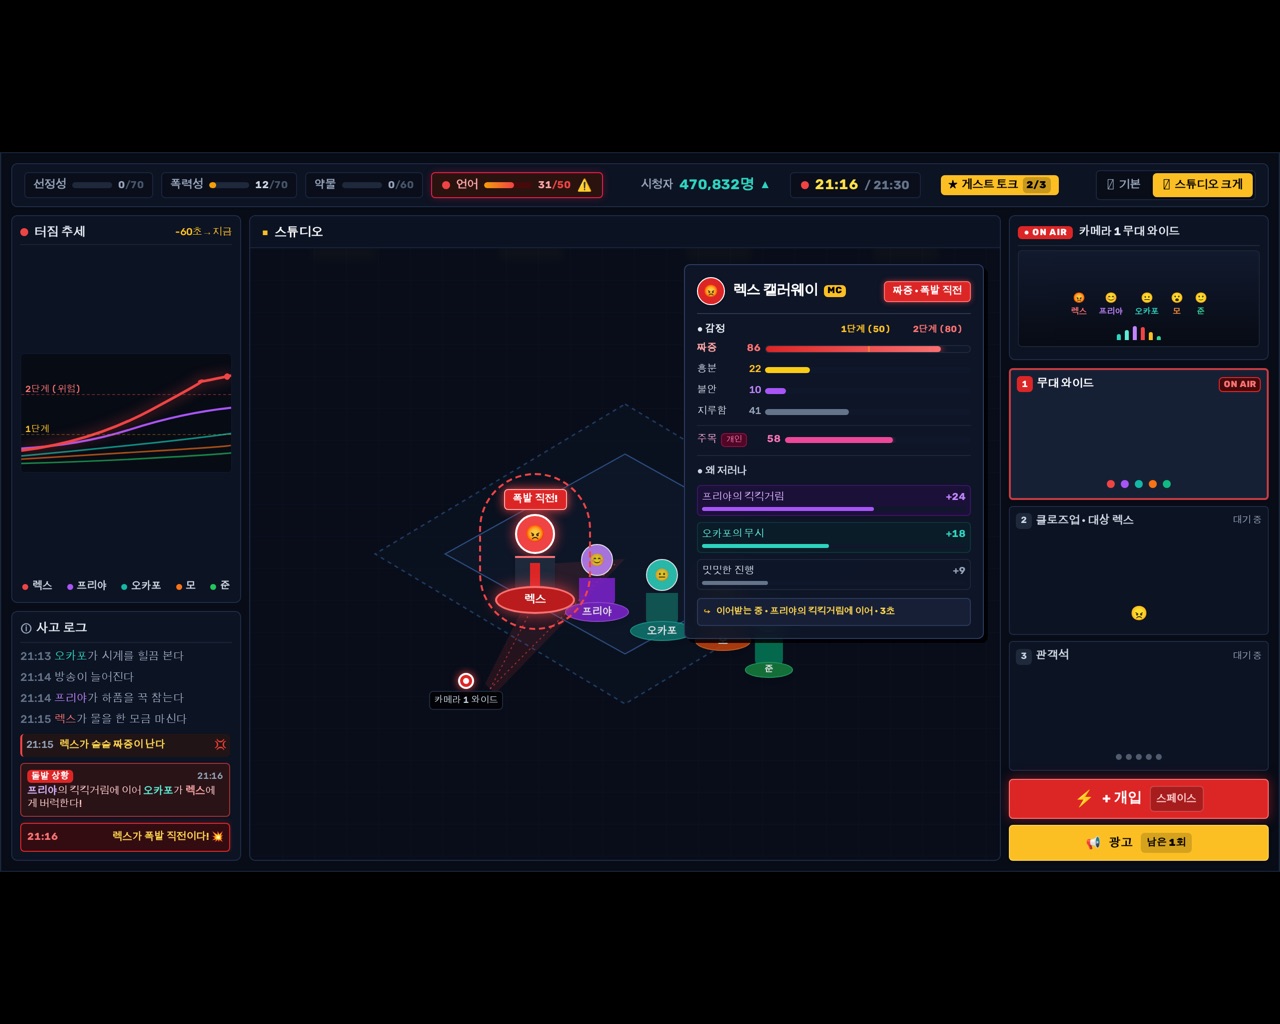 선정성 0/70
폭력성 12/70
약물 0/60
언어 31/50
시청자 470,832명 ▲
21:16 / 21:30
★ 게스트 토크 2/3
기본
스튜디오 크게
터짐 추세 -60초→지금
2단계 (위험)
1단계
렉스 프리야 오카포 모 준
사고 로그
21:13 오카포가 시계를 힐끔 본다
21:14 방송이 늘어진다
21:14 프리야가 하품을 꾹 참는다
21:15 렉스가 물을 한 모금 마신다
21:15 렉스가 슬슬 짜증이 난다
돌발 상황 21:16
프리야의 킥킥거림에 이어 오카포가 렉스에
게 버럭한다!
21:16 렉스가 폭발 직전이다!
스튜디오
폭발 직전!
렉스
프리야
오카포
준
카메라 1 와이드
렉스 캘러웨이 MC 짜증·폭발 직전
감정 1단계 (50) 2단계 (80)
짜증 86
흥분 22
불안 10
지루함 41
주목 개인 58
왜 저러나
프리야의 킥킥거림 +24
오카포의 무시 +18
밋밋한 진행 +9
↪ 이어받는 중 · 프리야의 킥킥거림에 이어 · 3초
ON AIR 카메라 1 무대 와이드
렉스 프리야 오카포 모 준
1 무대 와이드 ON AIR
2 클로즈업 · 대상 렉스 대기 중
3 관객석 대기 중
+ 개입 스페이스
광고 남은 1회